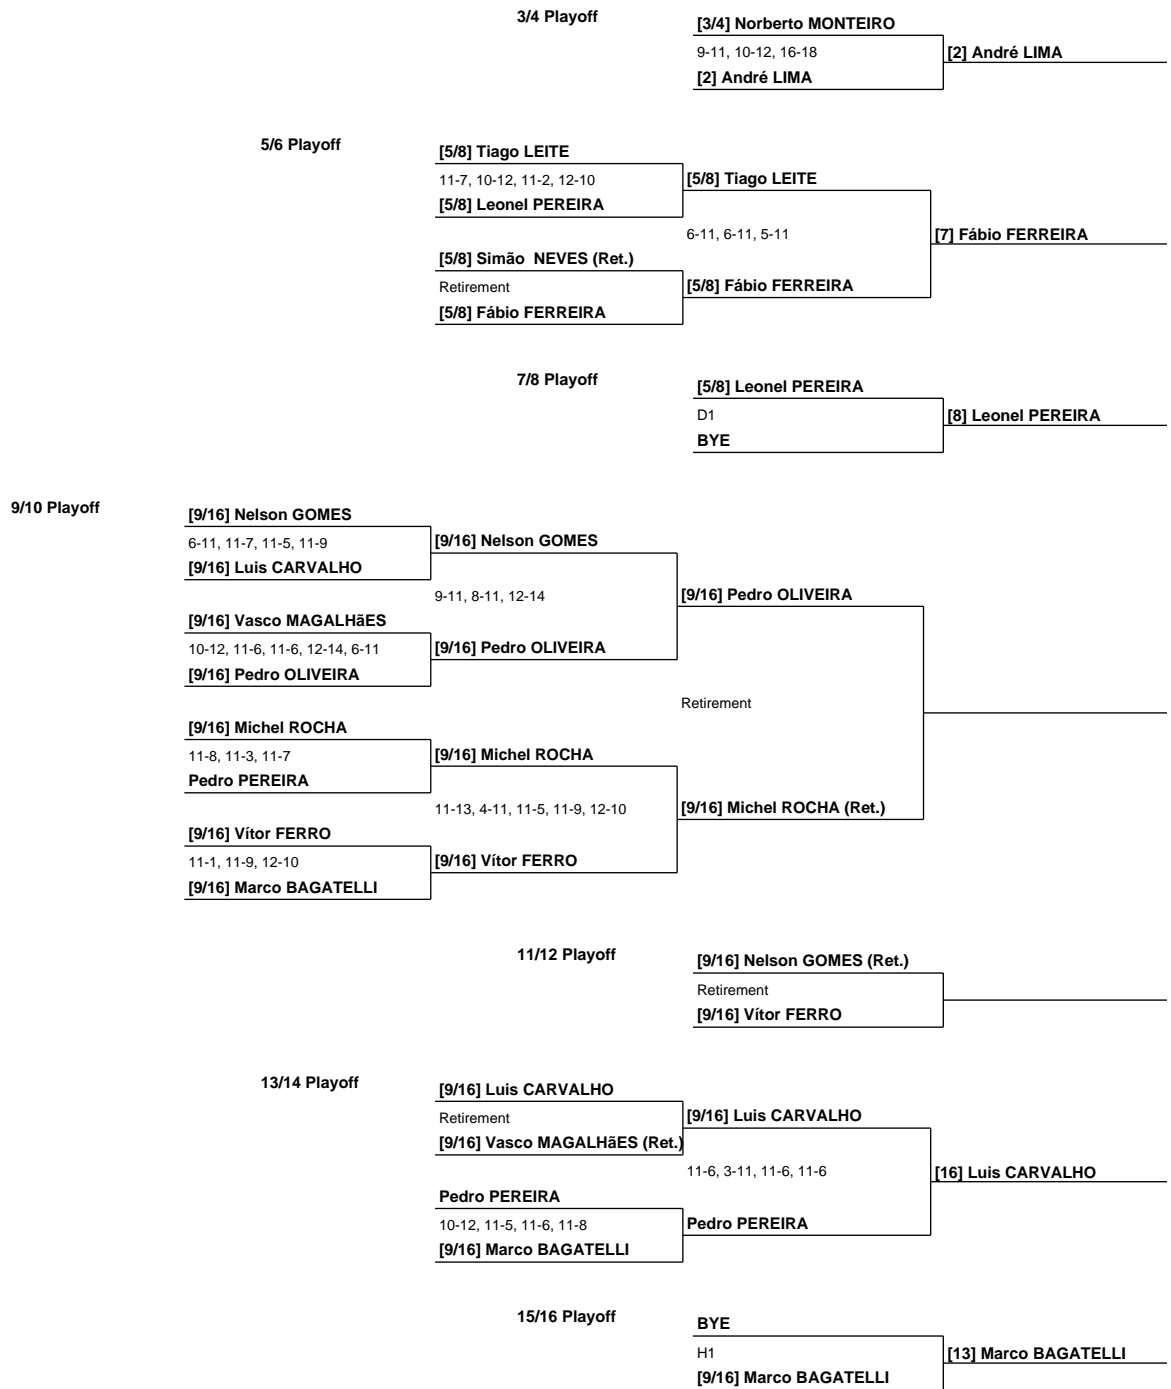 3/4 Playoff
[3/4] Norberto MONTEIRO
9-11, 10-12, 16-18
[2] André LIMA
[2] André LIMA
5/6 Playoff
[5/8] Tiago LEITE
11-7, 10-12, 11-2, 12-10
[5/8] Tiago LEITE
[5/8] Leonel PEREIRA
6-11, 6-11, 5-11
[7] Fábio FERREIRA
[5/8] Simão  NEVES (Ret.)
Retirement
[5/8] Fábio FERREIRA
[5/8] Fábio FERREIRA
7/8 Playoff
[5/8] Leonel PEREIRA
D1
[8] Leonel PEREIRA
BYE
9/10 Playoff
[9/16] Nelson GOMES
6-11, 11-7, 11-5, 11-9
[9/16] Nelson GOMES
[9/16] Luis CARVALHO
9-11, 8-11, 12-14
[9/16] Pedro OLIVEIRA
[9/16] Vasco MAGALHãES
10-12, 11-6, 11-6, 12-14, 6-11
[9/16] Pedro OLIVEIRA
[9/16] Pedro OLIVEIRA
Retirement
[9/16] Michel ROCHA
11-8, 11-3, 11-7
[9/16] Michel ROCHA
Pedro PEREIRA
11-13, 4-11, 11-5, 11-9, 12-10
[9/16] Michel ROCHA (Ret.)
[9/16] Vítor FERRO
11-1, 11-9, 12-10
[9/16] Vítor FERRO
[9/16] Marco BAGATELLI
11/12 Playoff
[9/16] Nelson GOMES (Ret.)
Retirement
[9/16] Vítor FERRO
13/14 Playoff
[9/16] Luis CARVALHO
Retirement
[9/16] Luis CARVALHO
[9/16] Vasco MAGALHãES (Ret.)
11-6, 3-11, 11-6, 11-6
[16] Luis CARVALHO
Pedro PEREIRA
10-12, 11-5, 11-6, 11-8
Pedro PEREIRA
[9/16] Marco BAGATELLI
15/16 Playoff
BYE
H1
[13] Marco BAGATELLI
[9/16] Marco BAGATELLI